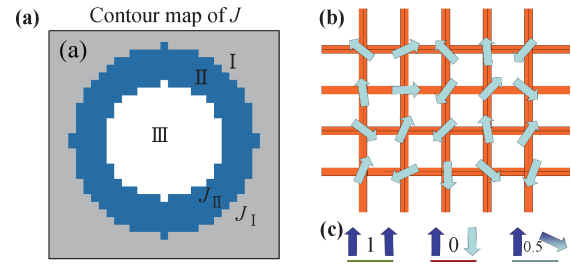 (a) Contour map of J
(a)
I
II
III
J_II
J_I
(b)
(c) 1 0 0.5